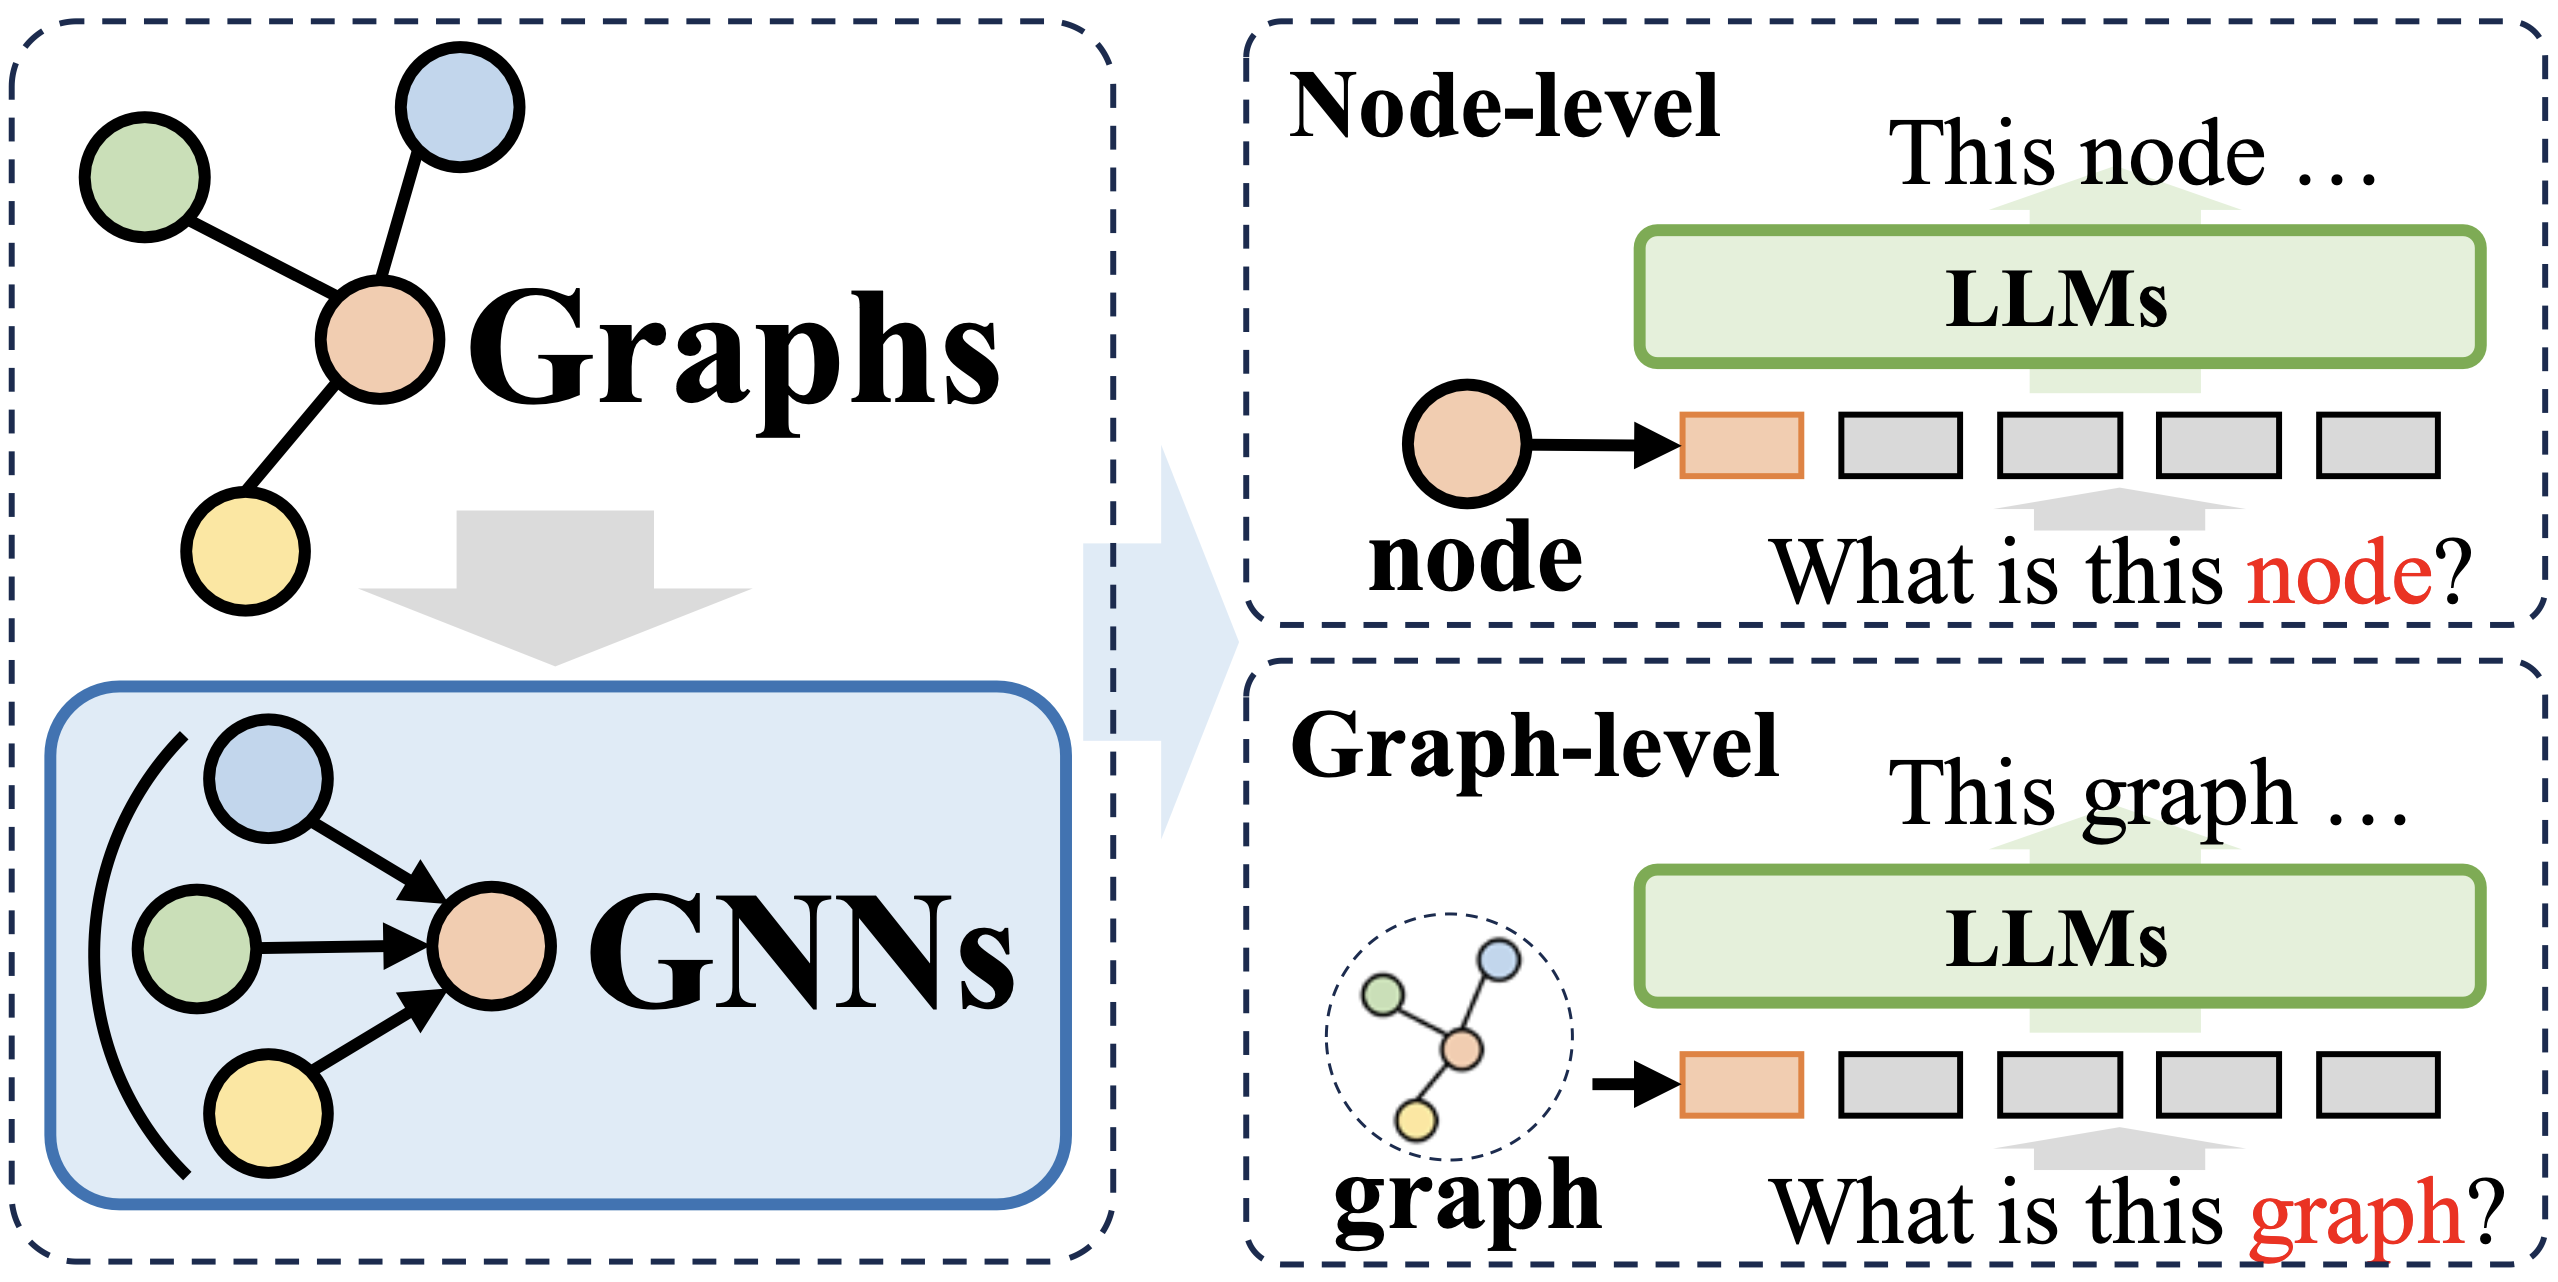 Graphs
GNNs
Node-level
This node …
LLMs
node
What is this node?
Graph-level
This graph …
LLMs
graph
What is this graph?